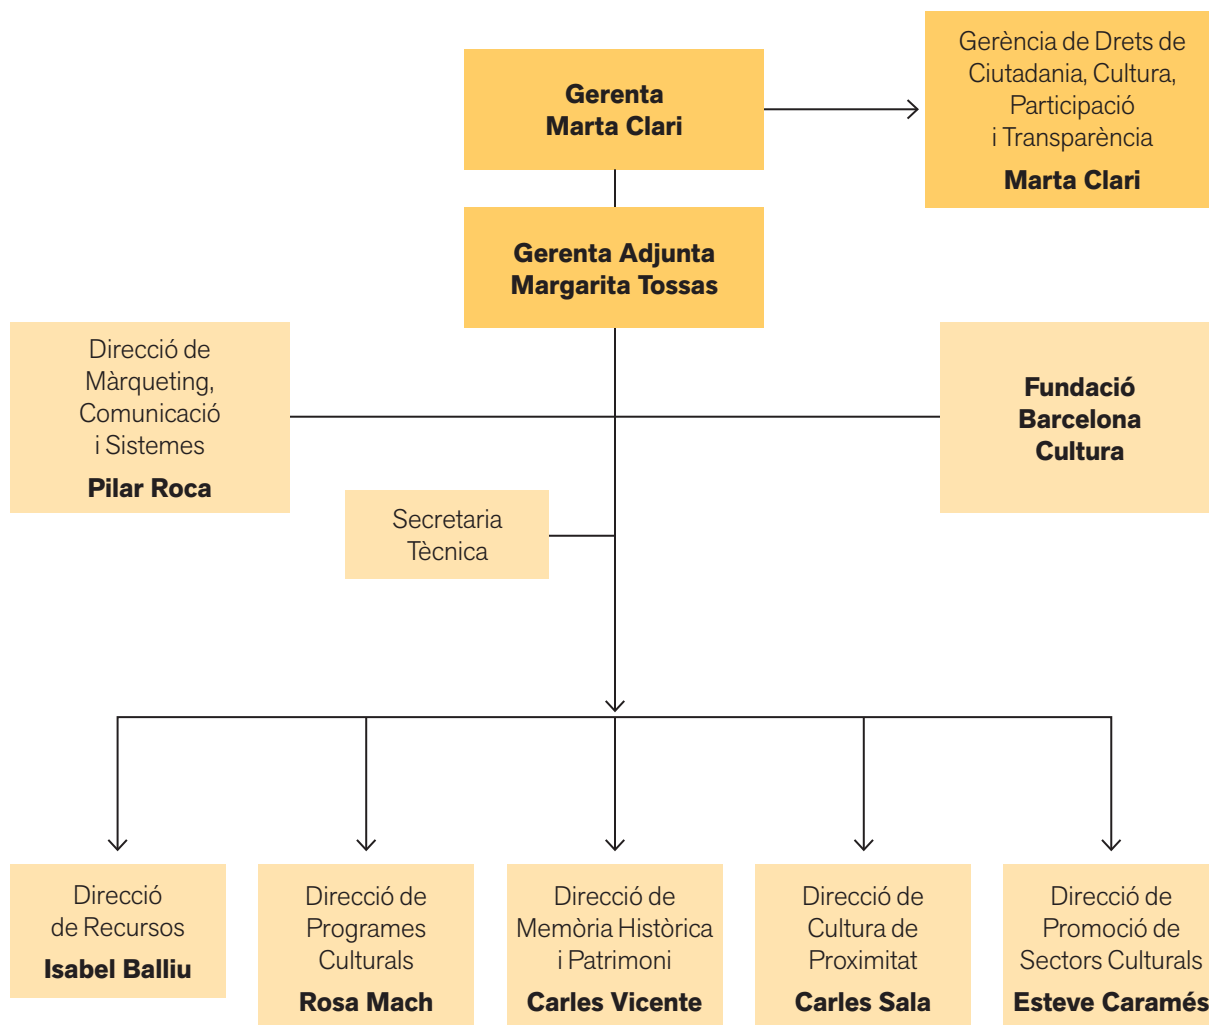 Gerenta
Marta Clari
Gerència de Drets de
Ciutadania, Cultura,
Participació
i Transparència
Marta Clari
Gerenta Adjunta
Margarita Tossas
Direcció de
Màrqueting,
Comunicació
i Sistemes
Pilar Roca
Fundació
Barcelona
Cultura
Secretaria
Tècnica
Direcció
de Recursos
Isabel Balliu
Direcció de
Programes
Culturals
Rosa Mach
Direcció de
Memòria Històrica
i Patrimoni
Carles Vicente
Direcció de
Cultura de
Proximitat
Carles Sala
Direcció de
Promoció de
Sectors Culturals
Esteve Caramés